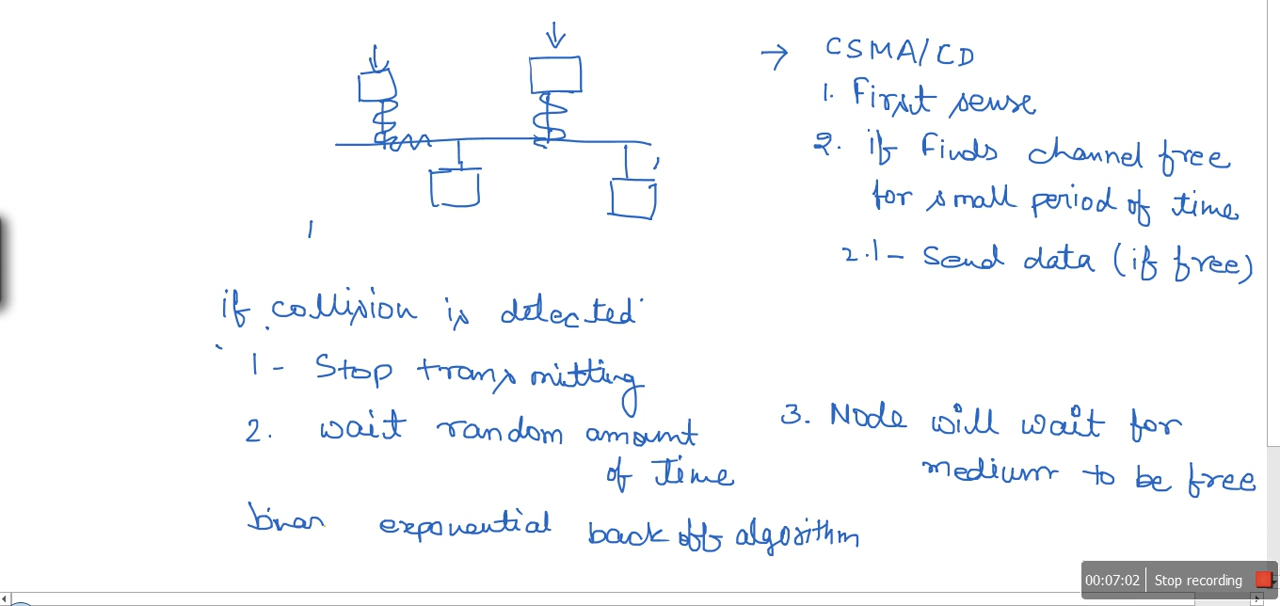 → CSMA/CD
1. First sense
2. if Finds channel free
for small period of time
2.1 - Send data (if free)
if collision is detected
1 - Stop transmitting
2. wait random amount
of Time
3. Node will wait for
medium to be free
exponential back off algorithm
00:07:02 Stop recording